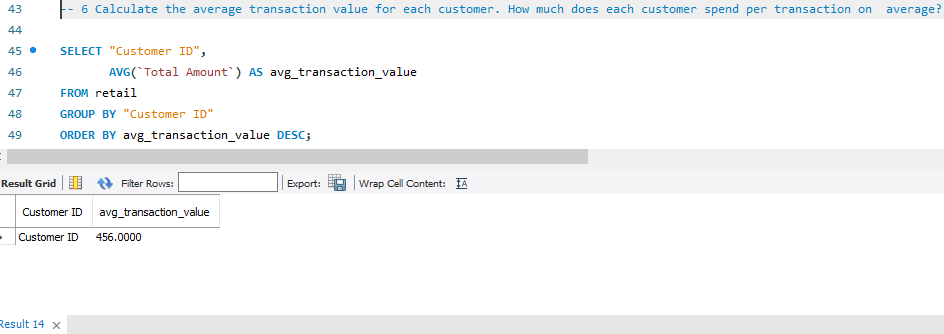 43 -- 6 Calculate the average transaction value for each customer. How much does each customer spend per transaction on  average?
44
45 SELECT "Customer ID",
46 AVG(`Total Amount`) AS avg_transaction_value
47 FROM retail
48 GROUP BY "Customer ID"
49 ORDER BY avg_transaction_value DESC;
Result Grid Filter Rows: Export: Wrap Cell Content: IA
Customer ID avg_transaction_value
Customer ID 456.0000
Result 14 ×